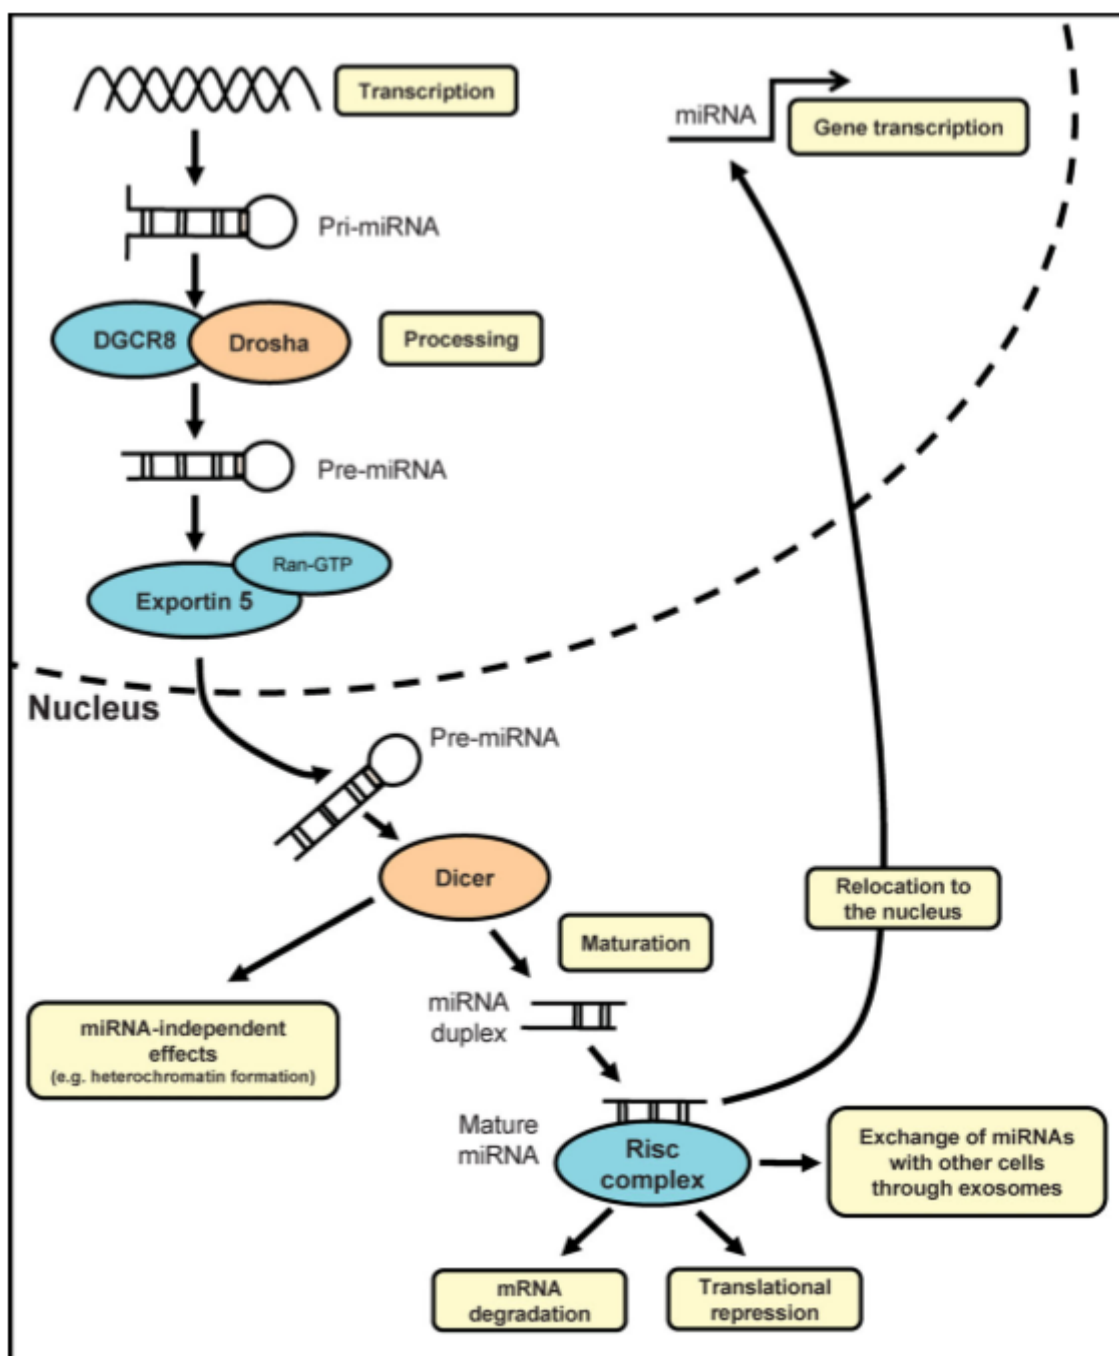 Transcription
miRNA
Gene transcription
Pri-miRNA
DGCR8
Drosha
Processing
Pre-miRNA
Ran-GTP
Exportin 5
Nucleus
Pre-miRNA
Dicer
Relocation to
the nucleus
Maturation
miRNA-independent
effects
(e.g. heterochromatin formation)
miRNA
duplex
Mature
miRNA
Risc
complex
Exchange of miRNAs
with other cells
through exosomes
mRNA
degradation
Translational
repression